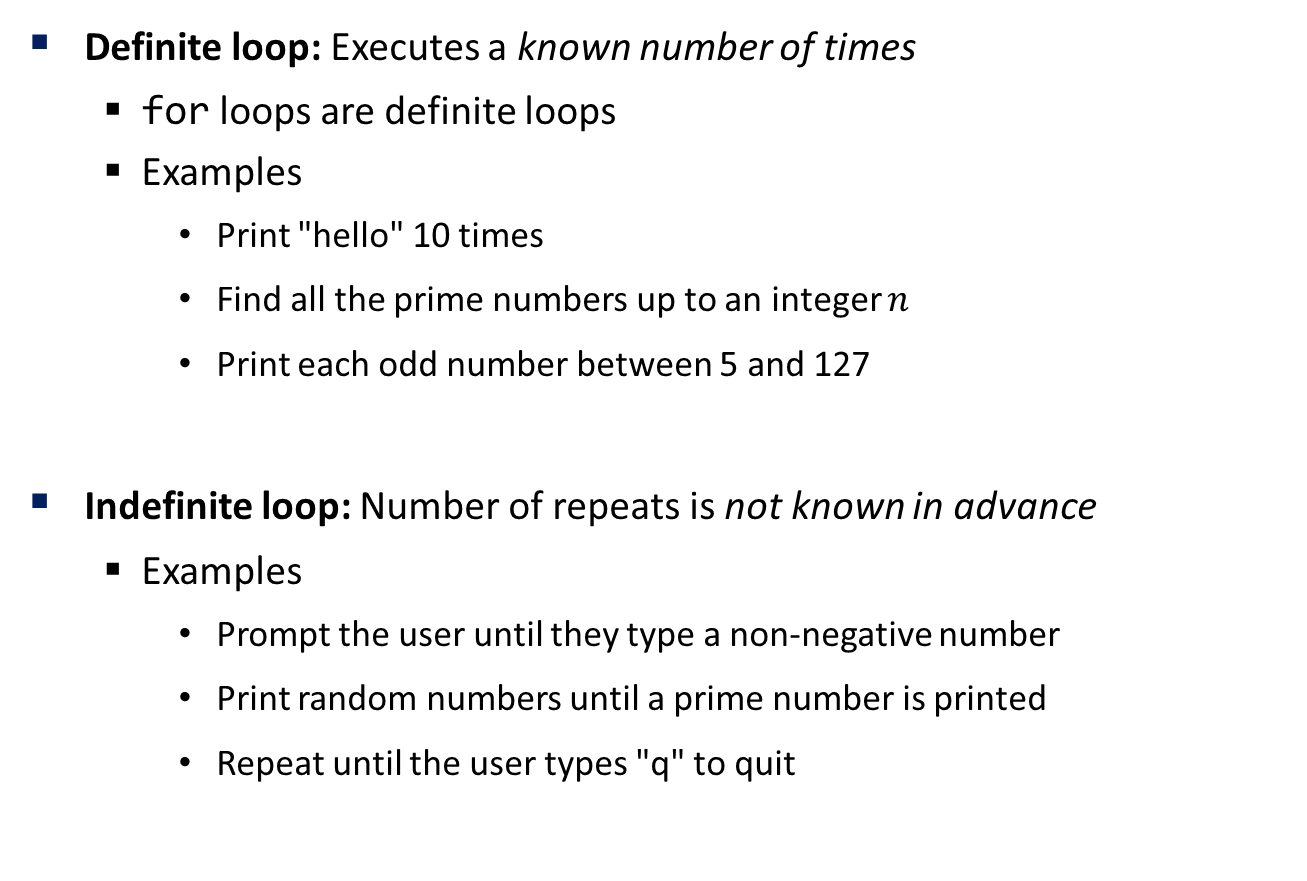 ▪ Definite loop: Executes a known number of times
▪ for loops are definite loops
▪ Examples
• Print "hello" 10 times
• Find all the prime numbers up to an integer n
• Print each odd number between 5 and 127
▪ Indefinite loop: Number of repeats is not known in advance
▪ Examples
• Prompt the user until they type a non-negative number
• Print random numbers until a prime number is printed
• Repeat until the user types "q" to quit